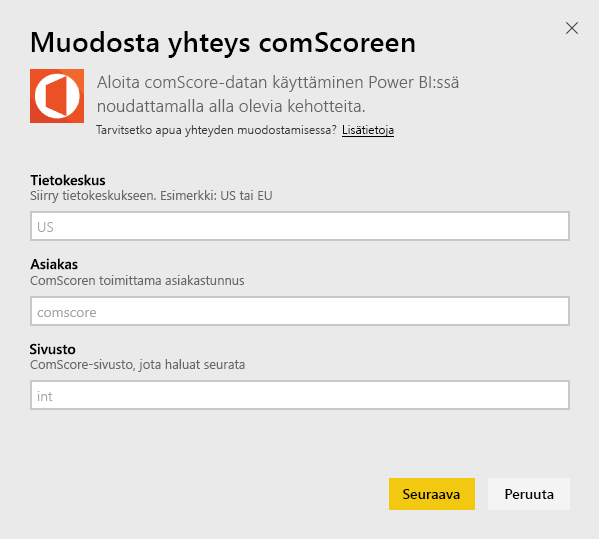 Muodosta yhteys comScoreen
Aloita comScore-datan käyttäminen Power BI:ssä
noudattamalla alla olevia kehotteita.
Tarvitsetko apua yhteyden muodostamisessa? Lisätietoja
Tietokeskus
Siirry tietokeskukseen. Esimerkki: US tai EU
US
Asiakas
ComScoren toimittama asiakastunnus
comscore
Sivusto
ComScore-sivusto, jota haluat seurata
int
Seuraava Peruuta